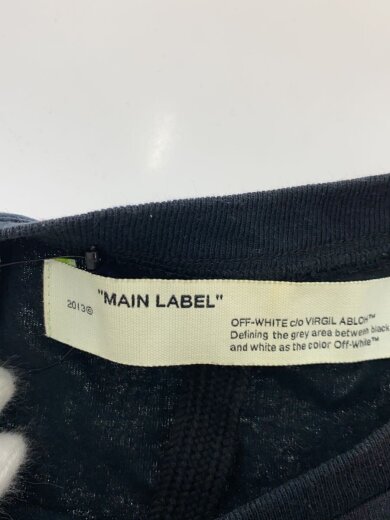 2013©
"MAIN LABEL"
OFF-WHITE c/o VIRGIL ABLOH™
Defining the grey area between black
and white as the color Off-White™